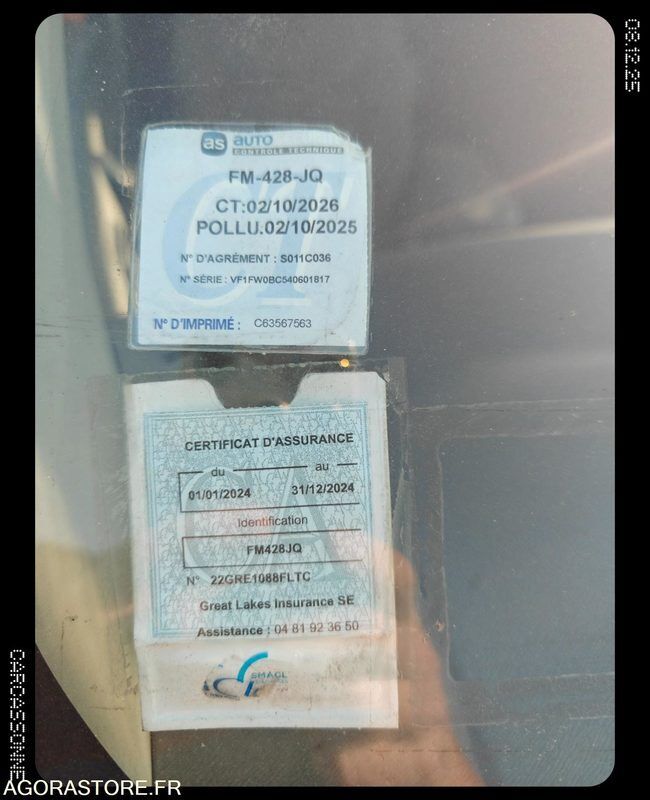 08.12.25
as AUTO
CONTROLE TECHNIQUE
FM-428-JQ
CT:02/10/2026
POLLU.02/10/2025
N° D'AGRÉMENT : S011C036
N° SÉRIE : VF1FW0BC540601817
N° D'IMPRIMÉ : C63567563
CERTIFICAT D'ASSURANCE
du au
01/01/2024 31/12/2024
Identification
FM428JQ
N° 22GRE1088FLTC
Great Lakes Insurance SE
Assistance : 04 81 92 36 50
SMACL
CARCASSONNE
AGORASTORE.FR